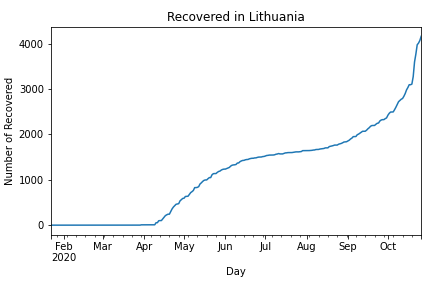 Recovered in Lithuania
Number of Recovered
4000
3000
2000
1000
0
Feb Mar Apr May Jun Jul Aug Sep Oct
2020
Day